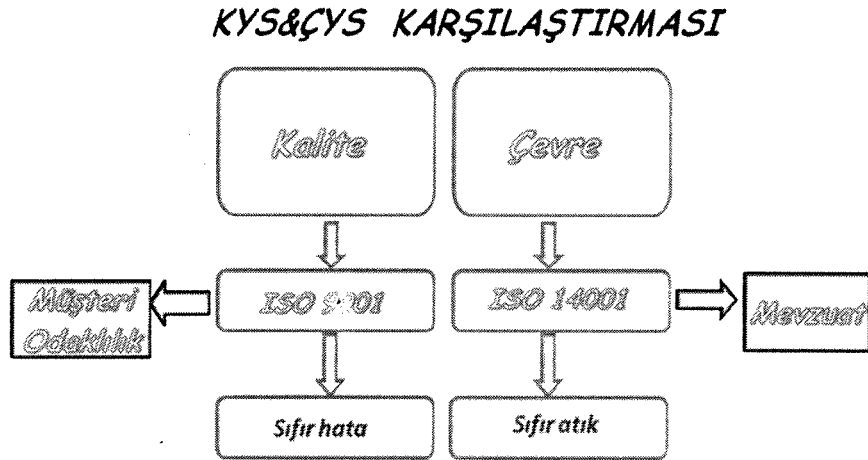 KYS&ÇYS KARŞILAŞTIRMASI
Kalite
Çevre
Müşteri
Odaklılık
ISO 9001
ISO 14001
Mevzuat
Sıfır hata
Sıfır atık